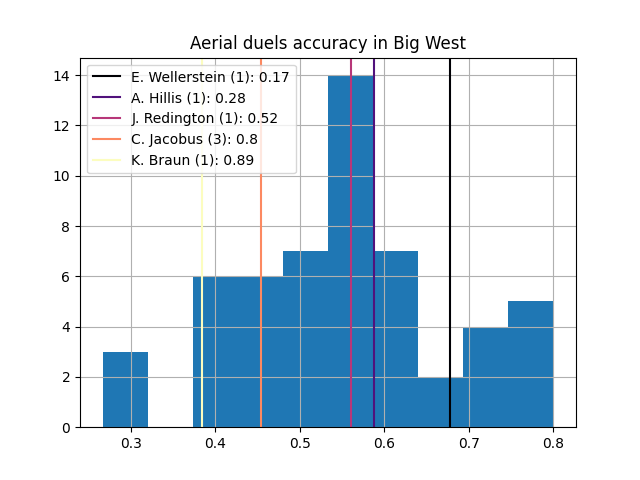 Aerial duels accuracy in Big West
E. Wellerstein (1): 0.17
A. Hillis (1): 0.28
J. Redington (1): 0.52
C. Jacobus (3): 0.8
K. Braun (1): 0.89
14
12
10
8
6
4
2
0
0.3 0.4 0.5 0.6 0.7 0.8